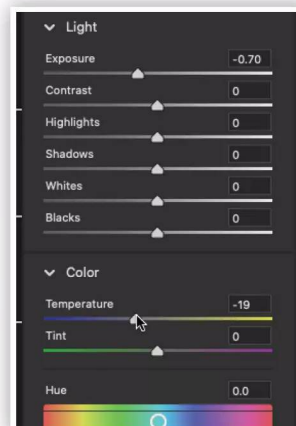 Light
Exposure -0.70
Contrast 0
Highlights 0
Shadows 0
Whites 0
Blacks 0
Color
Temperature -19
Tint 0
Hue 0.0